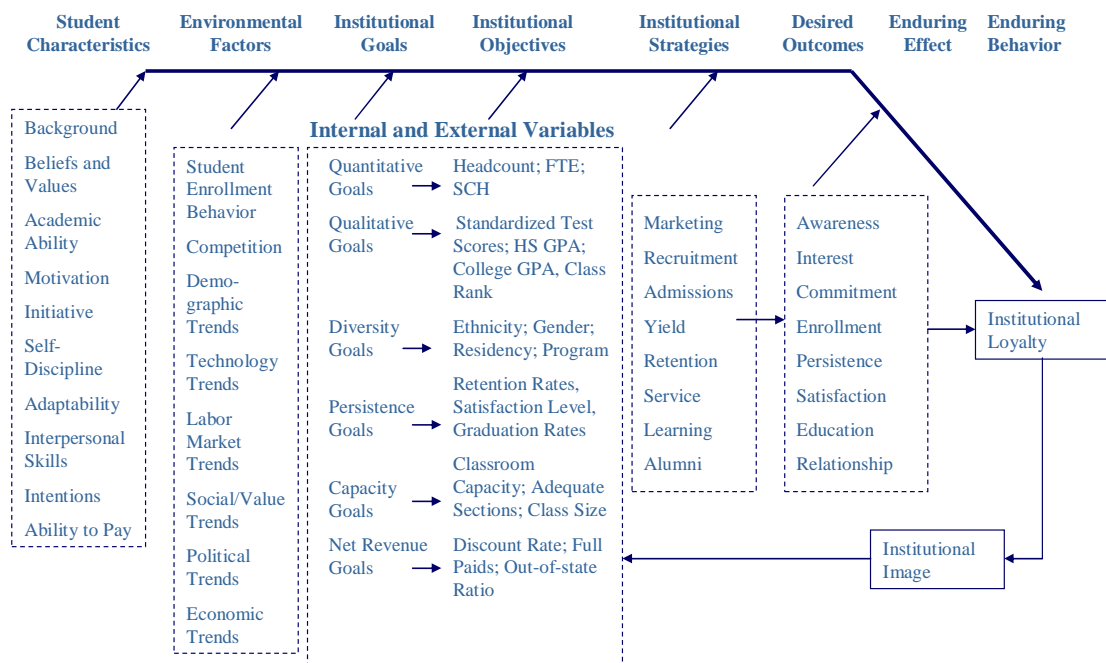 Student
Characteristics
Environmental
Factors
Institutional
Goals
Institutional
Objectives
Institutional
Strategies
Desired
Outcomes
Enduring
Effect
Enduring
Behavior
Internal and External Variables
Background
Beliefs and
Values
Academic
Ability
Motivation
Initiative
Self-
Discipline
Adaptability
Interpersonal
Skills
Intentions
Ability to Pay
Student
Enrollment
Behavior
Competition
Demo-
graphic
Trends
Technology
Trends
Labor
Market
Trends
Social/Value
Trends
Political
Trends
Economic
Trends
Quantitative
Goals
Headcount; FTE;
SCH
Qualitative
Goals
Standardized Test
Scores; HS GPA;
College GPA, Class
Rank
Diversity
Goals
Ethnicity; Gender;
Residency; Program
Persistence
Goals
Retention Rates,
Satisfaction Level,
Graduation Rates
Capacity
Goals
Classroom
Capacity; Adequate
Sections; Class Size
Net Revenue
Goals
Discount Rate; Full
Paids; Out-of-state
Ratio
Marketing
Recruitment
Admissions
Yield
Retention
Service
Learning
Alumni
Awareness
Interest
Commitment
Enrollment
Persistence
Satisfaction
Education
Relationship
Institutional
Loyalty
Institutional
Image